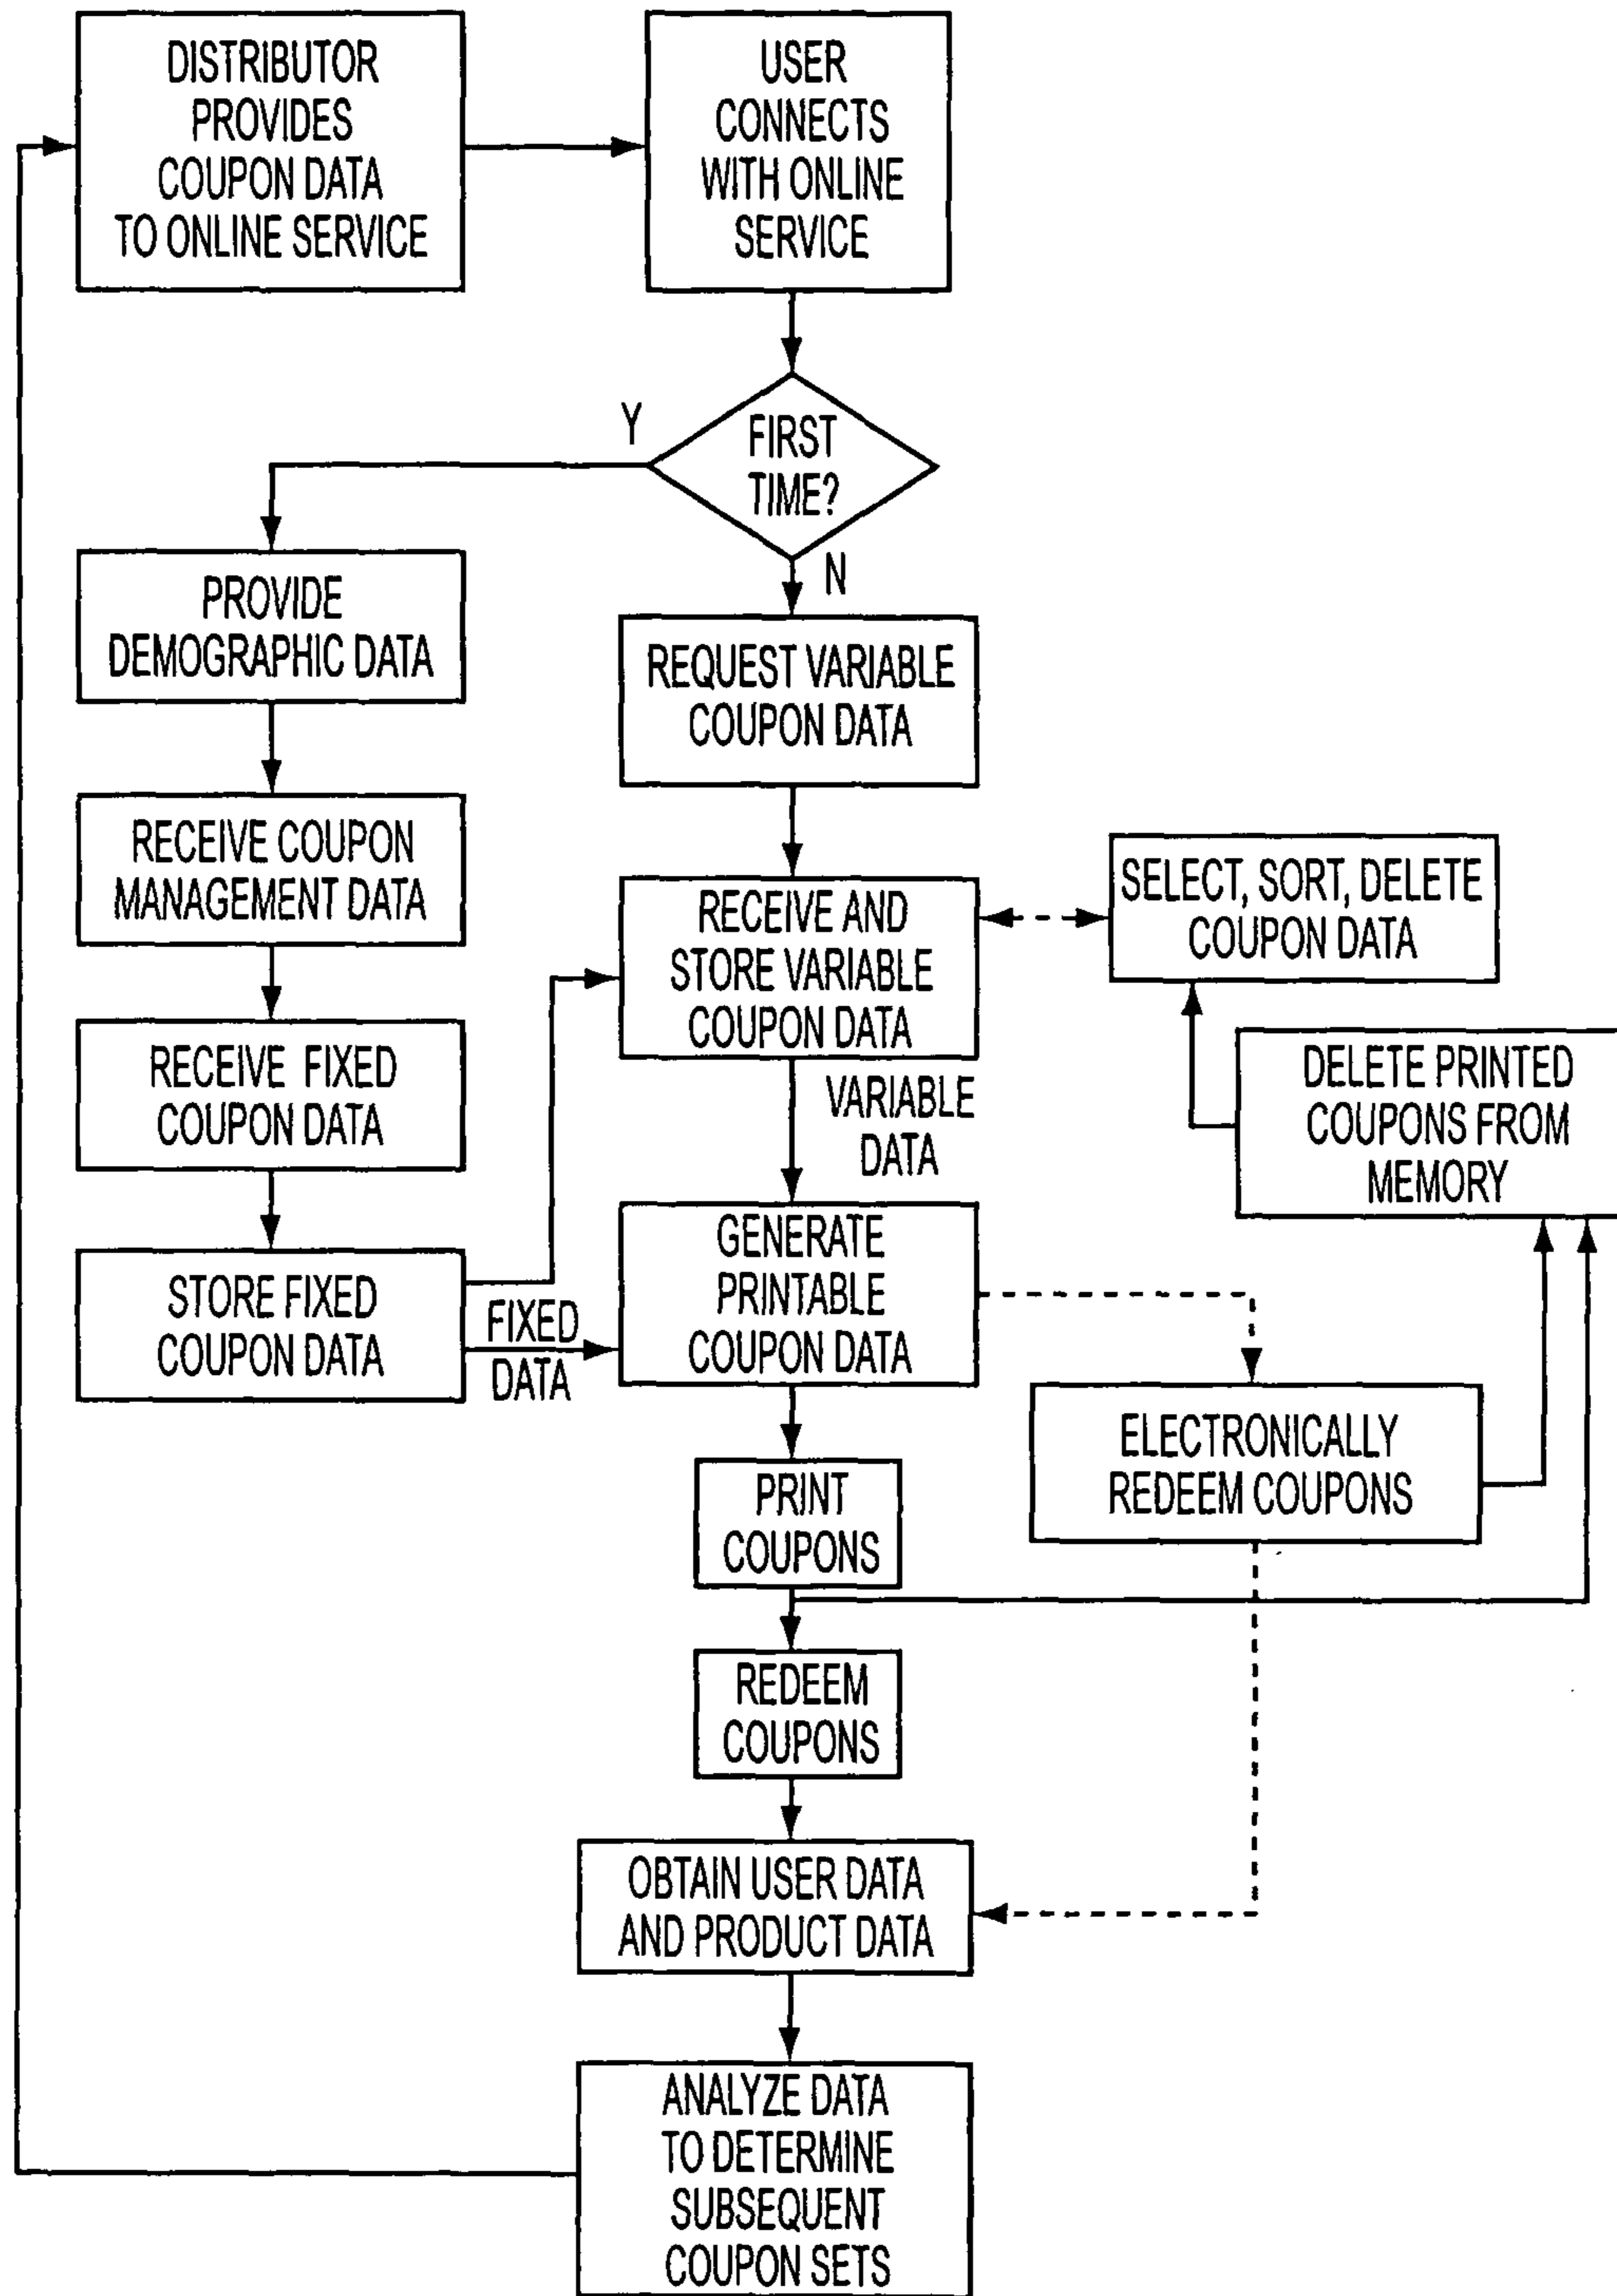 DISTRIBUTOR
PROVIDES
COUPON DATA
TO ONLINE SERVICE
USER
CONNECTS
WITH ONLINE
SERVICE
FIRST
TIME?
Y
N
PROVIDE
DEMOGRAPHIC DATA
REQUEST VARIABLE
COUPON DATA
RECEIVE COUPON
MANAGEMENT DATA
RECEIVE AND
STORE VARIABLE
COUPON DATA
SELECT, SORT, DELETE
COUPON DATA
RECEIVE FIXED
COUPON DATA
VARIABLE
DATA
DELETE PRINTED
COUPONS FROM
MEMORY
STORE FIXED
COUPON DATA
FIXED
DATA
GENERATE
PRINTABLE
COUPON DATA
ELECTRONICALLY
REDEEM COUPONS
PRINT
COUPONS
REDEEM
COUPONS
OBTAIN USER DATA
AND PRODUCT DATA
ANALYZE DATA
TO DETERMINE
SUBSEQUENT
COUPON SETS